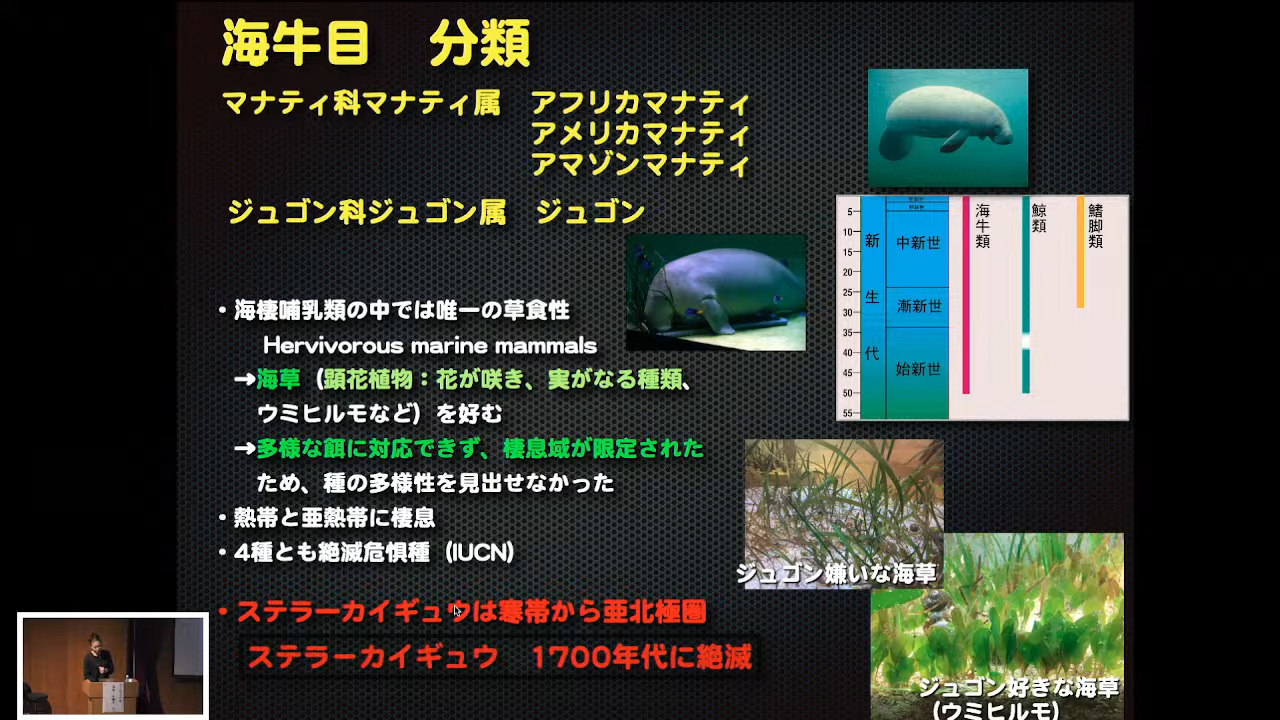 海牛目 分類
マナティ科マナティ属 アフリカマナティ
アメリカマナティ
アマゾンマナティ
ジュゴン科ジュゴン属 ジュゴン
・海棲哺乳類の中では唯一の草食性
Hervivorous marine mammals
→海草（顕花植物：花が咲き、実がなる種類、
ウミヒルモなど）を好む
→多様な餌に対応できず、棲息域が限定された
ため、種の多様性を見出せなかった
・熱帯と亜熱帯に棲息
・4種とも絶滅危惧種（IUCN）
・ステラーカイギュウは寒帯から亜北極圏
ステラーカイギュウ 1700年代に絶滅
5
10
15
20
25
30
35
40
45
50
55
新生代
中新世
漸新世
始新世
海牛類
鯨類
鰭脚類
ジュゴン嫌いな海草
ジュゴン好きな海草
（ウミヒルモ）